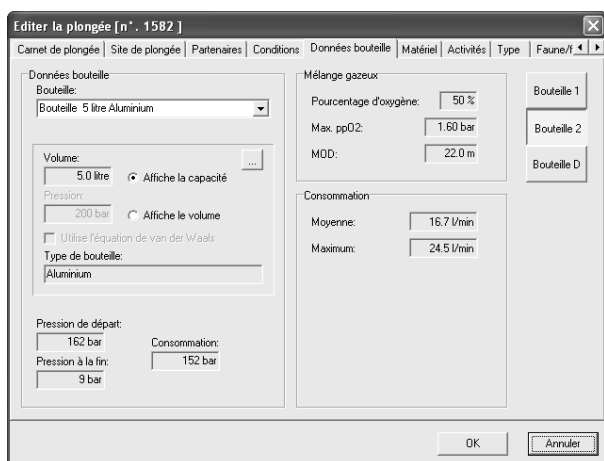 Editer la plongée [n°. 1582 ]
Carnet de plongée Site de plongée Partenaires Conditions Données bouteille Matériel Activités Type Faune/f
Données bouteille
Bouteille:
Bouteille 5 litre Aluminium
Volume:
5.0 litre
...
Affiche la capacité
Pression:
200 bar
Affiche le volume
Utilise l'équation de van der Waals
Type de bouteille:
Aluminium
Pression de départ:
162 bar
Consommation:
152 bar
Pression à la fin:
9 bar
Mélange gazeux
Pourcentage d'oxygène: 50 %
Max. ppO2: 1.60 bar
MOD: 22.0 m
Consommation
Moyenne: 16.7 l/min
Maximum: 24.5 l/min
Bouteille 1
Bouteille 2
Bouteille D
OK Annuler